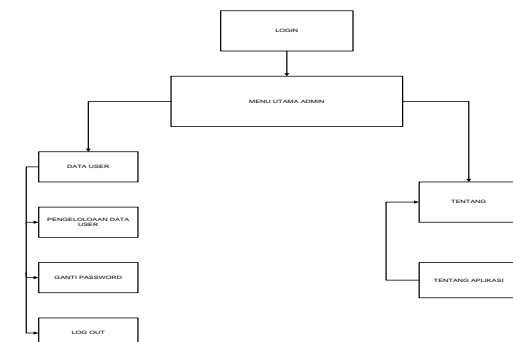 LOGIN
MENU UTAMA ADMIN
DATA USER
PENGELOLOAAN DATA
USER
GANTI PASSWORD
LOG OUT
TENTANG
TENTANG APLIKASI